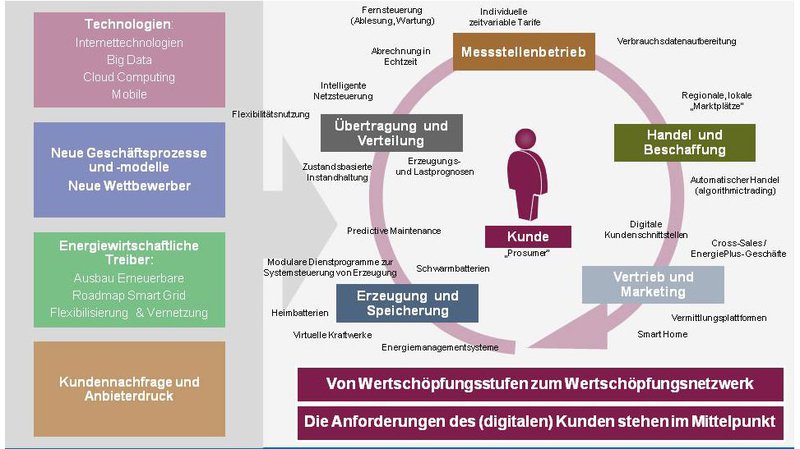 Technologien:
Internettechnologien
Big Data
Cloud Computing
Mobile
Neue Geschäftsprozesse
und -modelle
Neue Wettbewerber
Energiewirtschaftliche
Treiber:
Ausbau Erneuerbare
Roadmap Smart Grid
Flexibilisierung & Vernetzung
Kundennachfrage und
Anbieterdruck
Fernsteuerung
(Ablesung, Wartung)
Individuelle
zeitvariable Tarife
Abrechnung in
Echtzeit
Messstellenbetrieb
Verbrauchsdatenaufbereitung
Intelligente
Netzsteuerung
Flexibilitätsnutzung
Übertragung und
Verteilung
Zustandsbasierte
Instandhaltung
Erzeugungs-
und Lastprognosen
Regionale, lokale
„Marktplätze"
Handel und
Beschaffung
Automatischer Handel
(algorithmictrading)
Kunde
„Prosumer"
Digitale
Kundenschnittstellen
Cross-Sales /
EnergiePlus-Geschäfte
Vertrieb und
Marketing
Vermittlungsplattformen
Smart Home
Predictive Maintenance
Modulare Dienstprogramme zur
Systemsteuerung von Erzeugung
Schwarmbatterien
Erzeugung und
Speicherung
Heimbatterien
Virtuelle Kraftwerke
Energiemanagementsysteme
Von Wertschöpfungsstufen zum Wertschöpfungsnetzwerk
Die Anforderungen des (digitalen) Kunden stehen im Mittelpunkt